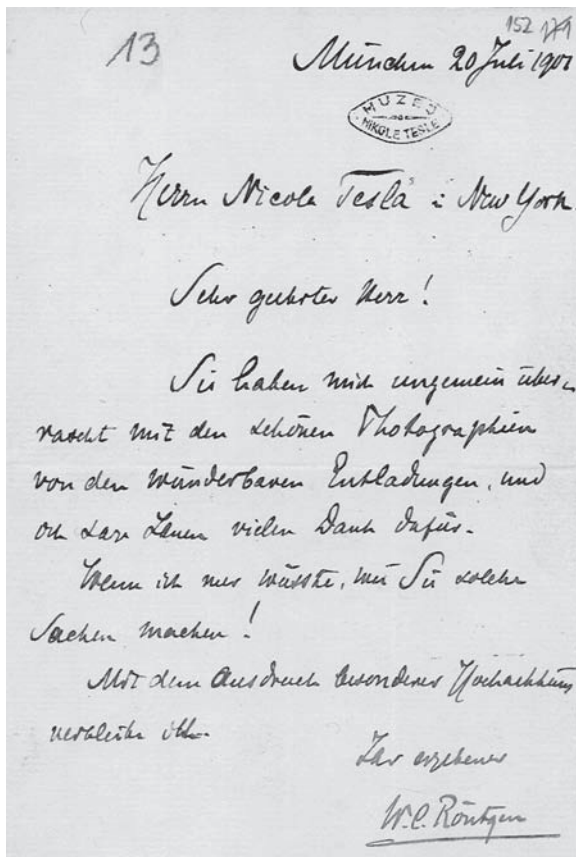 152 179
13
München 20 Juli 1901
MUZEJ
NIKOLE TESLE
Herrn Nicola Tesla i New York.
Sehr geehrter Herr!
Sie haben mich ungemein über-
rascht mit den schönen Photographien
von den wunderbaren Entladungen, und
ich sage Ihnen vielen Dank dafür.
Wenn ich nur wüsste, wie Sie solche
Sachen machen!
Mit dem Ausdruck besonderer Hochachtung
verbleibe ich
Ihr ergebener
W. C. Röntgen